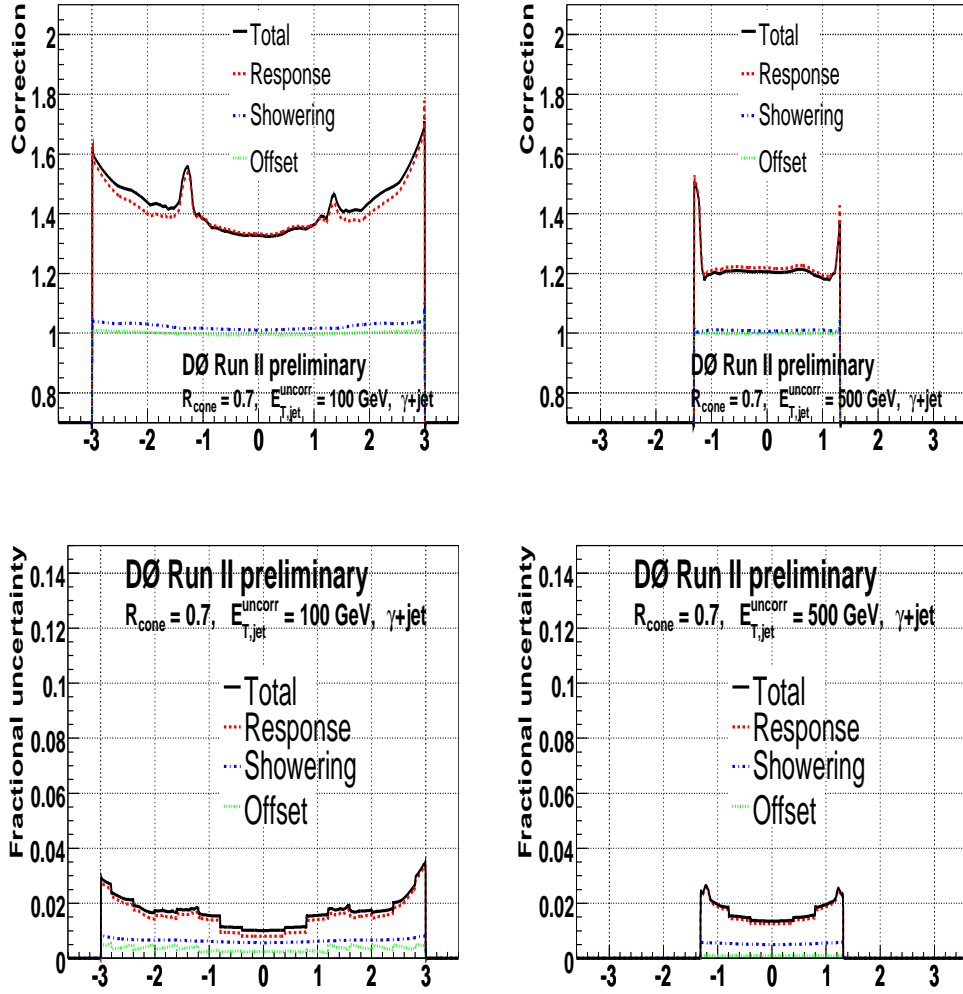 Correction
2
1.8
1.6
1.4
1.2
1
0.8
Total
Response
Showering
Offset
DØ Run II preliminary
R_cone = 0.7, E_T,jet^uncorr = 100 GeV, γ+jet
-3 -2 -1 0 1 2 3
Correction
2
1.8
1.6
1.4
1.2
1
0.8
Total
Response
Showering
Offset
DØ Run II preliminary
R_cone = 0.7, E_T,jet^uncorr = 500 GeV, γ+jet
-3 -2 -1 0 1 2 3
Fractional uncertainty
0.14
0.12
0.1
0.08
0.06
0.04
0.02
0
DØ Run II preliminary
R_cone = 0.7, E_T,jet^uncorr = 100 GeV, γ+jet
Total
Response
Showering
Offset
-3 -2 -1 0 1 2 3
Fractional uncertainty
0.14
0.12
0.1
0.08
0.06
0.04
0.02
0
DØ Run II preliminary
R_cone = 0.7, E_T,jet^uncorr = 500 GeV, γ+jet
Total
Response
Showering
Offset
-3 -2 -1 0 1 2 3